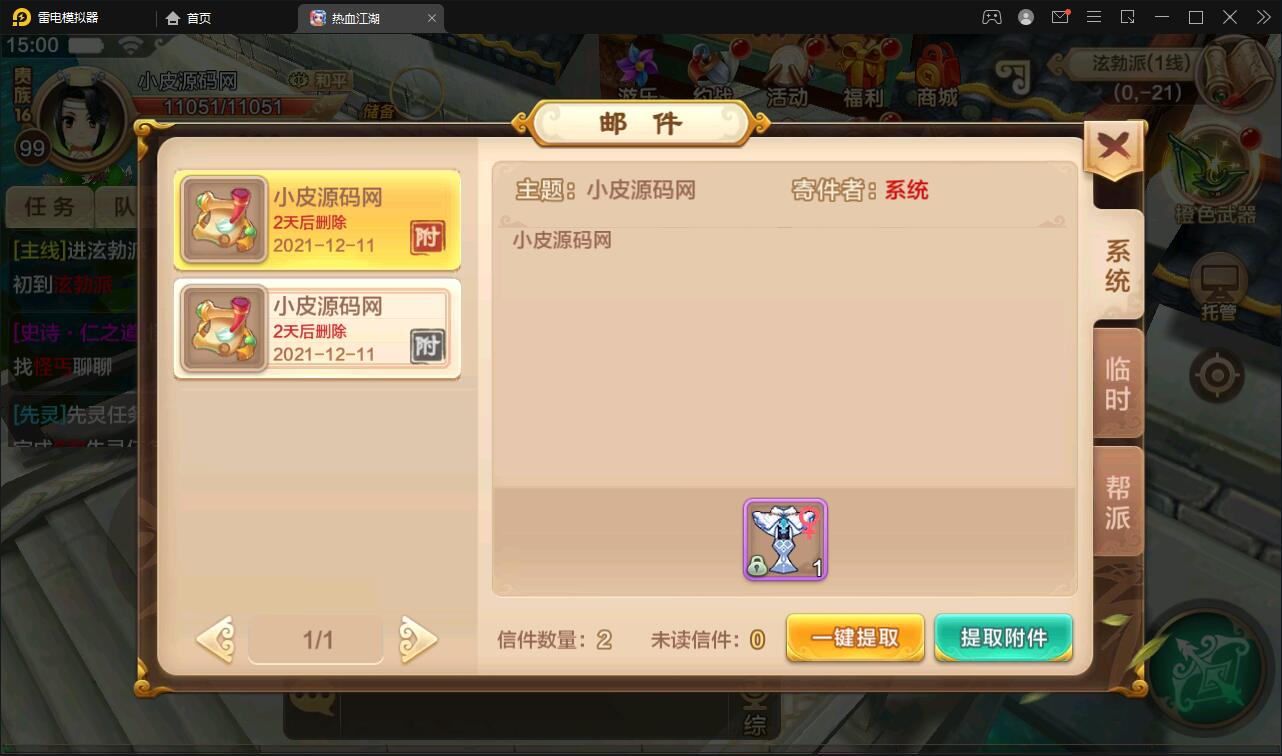 雷电模拟器
首页
热血江湖
15:00
贵族16
小皮源码网
和平
11051/11051
储备
99
游乐
约战
活动
福利
商城
泫勃派(1线)
(0,-21)
橙色武器
托管
任务
队
[主线]进泫勃派
初到泫勃派
[史诗·仁之道
找怪丐聊聊
[先灵]先灵任务
邮件
小皮源码网
2天后删除
2021-12-11
附
小皮源码网
2天后删除
2021-12-11
附
1/1
主题：小皮源码网
寄件者：系统
小皮源码网
1
信件数量：2
未读信件：0
一键提取
提取附件
系统
临时
帮派
综